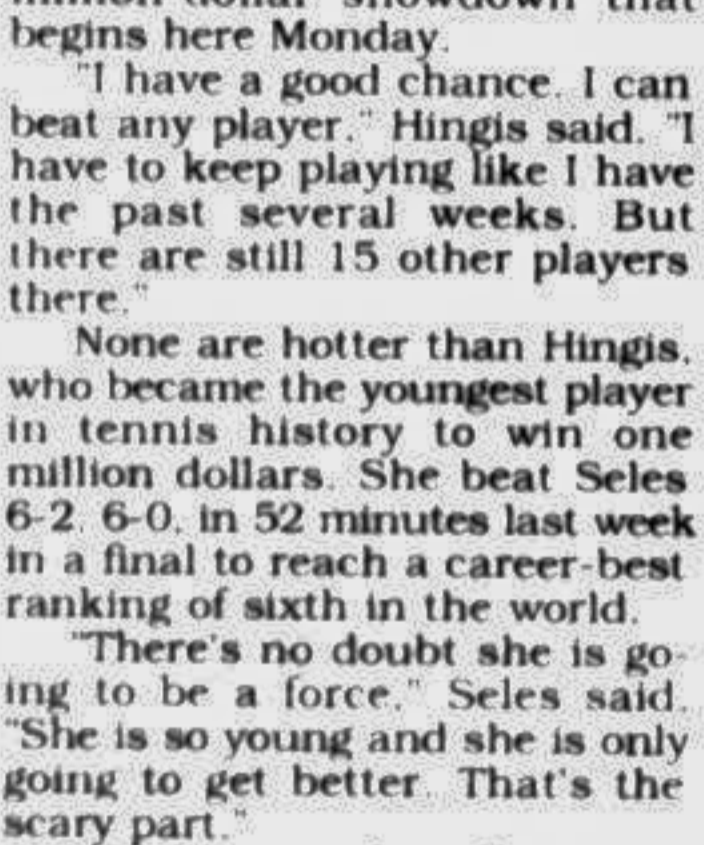 million-dollar showdown that
begins here Monday.
"I have a good chance. I can
beat any player." Hingis said. "I
have to keep playing like I have
the past several weeks. But
there are still 15 other players
there."
None are hotter than Hingis,
who became the youngest player
in tennis history to win one
million dollars. She beat Seles
6-2, 6-0, in 52 minutes last week
in a final to reach a career-best
ranking of sixth in the world.
"There's no doubt she is go-
ing to be a force," Seles said.
"She is so young and she is only
going to get better. That's the
scary part."